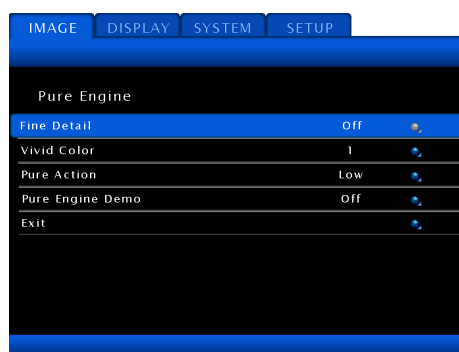 IMAGE DISPLAY SYSTEM SETUP
Pure Engine
Fine Detail Off
Vivid Color 1
Pure Action Low
Pure Engine Demo Off
Exit